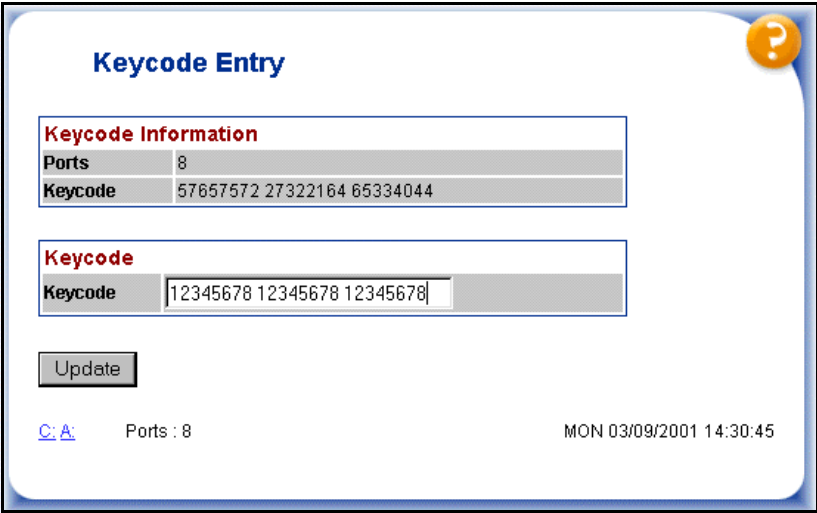 ?
Keycode Entry
Keycode Information
Ports 8
Keycode 57657572 27322164 65334044
Keycode
Keycode 12345678 12345678 12345678
Update
C: A: Ports : 8 MON 03/09/2001 14:30:45